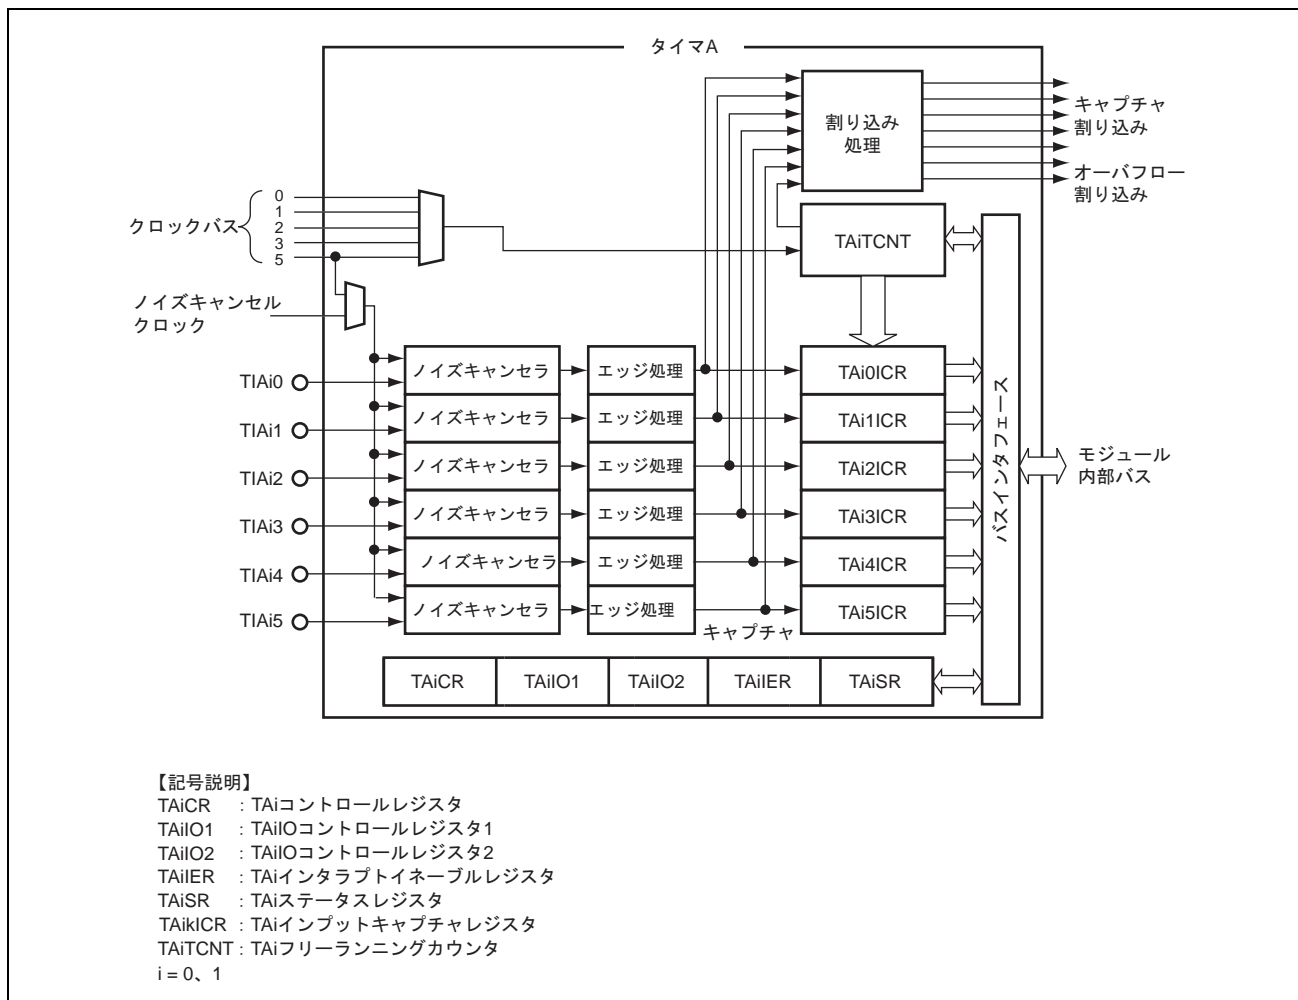 タイマA
割り込み
処理
キャプチャ
割り込み
オーバフロー
割り込み
クロックバス
0
1
2
3
5
TAiTCNT
ノイズキャンセル
クロック
TIAi0
ノイズキャンセラ
エッジ処理
TAi0ICR
TIAi1
ノイズキャンセラ
エッジ処理
TAi1ICR
TIAi2
ノイズキャンセラ
エッジ処理
TAi2ICR
TIAi3
ノイズキャンセラ
エッジ処理
TAi3ICR
TIAi4
ノイズキャンセラ
エッジ処理
TAi4ICR
TIAi5
ノイズキャンセラ
エッジ処理
TAi5ICR
キャプチャ
バスインタフェース
モジュール
内部バス
TAiCR
TAiIO1
TAiIO2
TAiIER
TAiSR
【記号説明】
TAiCR : TAiコントロールレジスタ
TAiIO1 : TAiIOコントロールレジスタ1
TAiIO2 : TAiIOコントロールレジスタ2
TAiIER : TAiインタラプトイネーブルレジスタ
TAiSR : TAiステータスレジスタ
TAikICR : TAiインプットキャプチャレジスタ
TAiTCNT : TAiフリーランニングカウンタ
i = 0、1